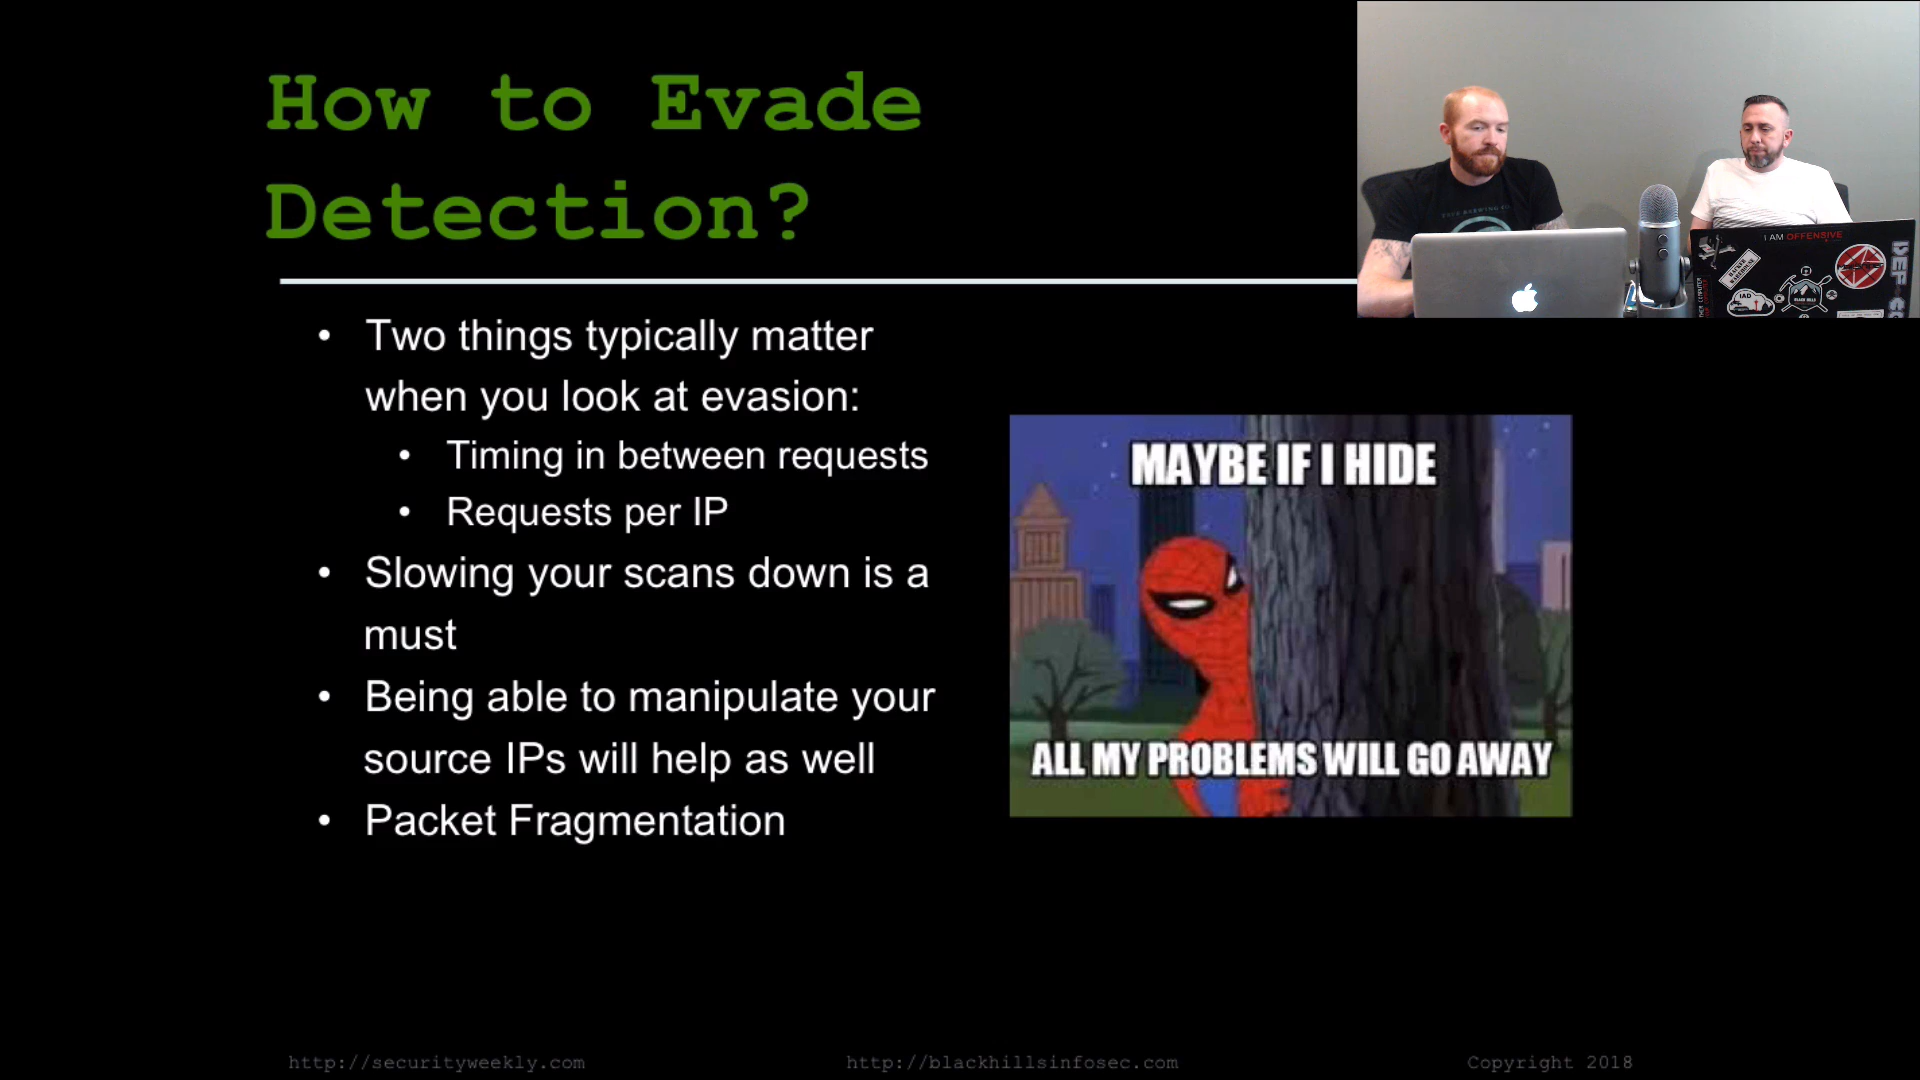 How to Evade
Detection?
• Two things typically matter
when you look at evasion:
• Timing in between requests
• Requests per IP
• Slowing your scans down is a
must
• Being able to manipulate your
source IPs will help as well
• Packet Fragmentation
MAYBE IF I HIDE
ALL MY PROBLEMS WILL GO AWAY
I AM OFFENSIVE
IAD
BLACK HILLS
http://securityweekly.com
http://blackhillsinfosec.com
Copyright 2018